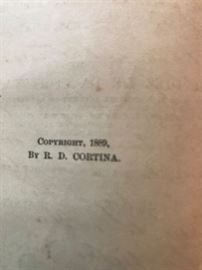 Copyright, 1889,
By R. D. CORTINA.